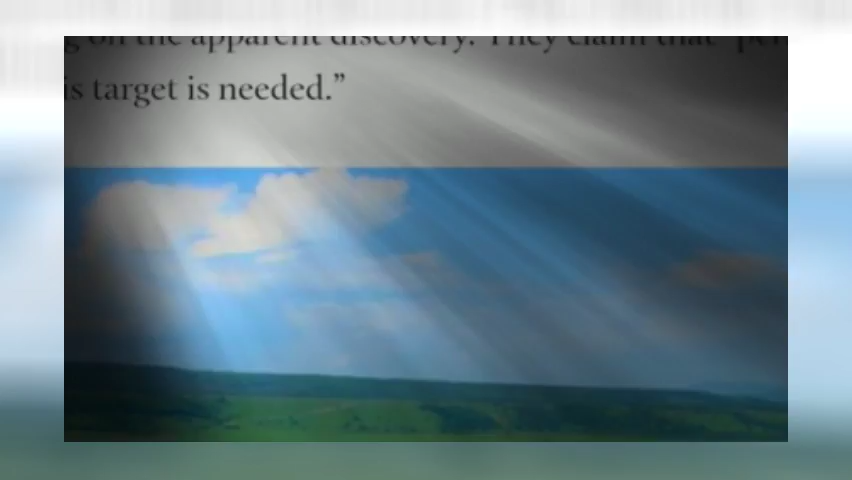 g on the apparent discovery. They claim that
is target is needed.”